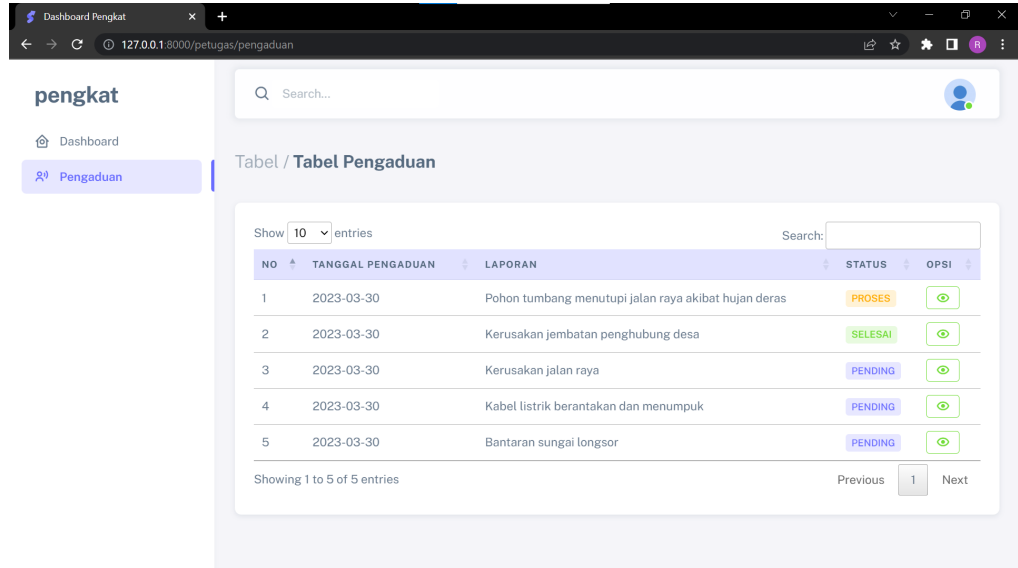 Dashboard Pengkat
127.0.0.1:8000/petugas/pengaduan
R
pengkat
Search...
Dashboard
Pengaduan
Tabel / Tabel Pengaduan
Show 10 entries
Search:
NO TANGGAL PENGADUAN LAPORAN STATUS OPSI
1 2023-03-30 Pohon tumbang menutupi jalan raya akibat hujan deras PROSES
2 2023-03-30 Kerusakan jembatan penghubung desa SELESAI
3 2023-03-30 Kerusakan jalan raya PENDING
4 2023-03-30 Kabel listrik berantakan dan menumpuk PENDING
5 2023-03-30 Bantaran sungai longsor PENDING
Showing 1 to 5 of 5 entries
Previous 1 Next